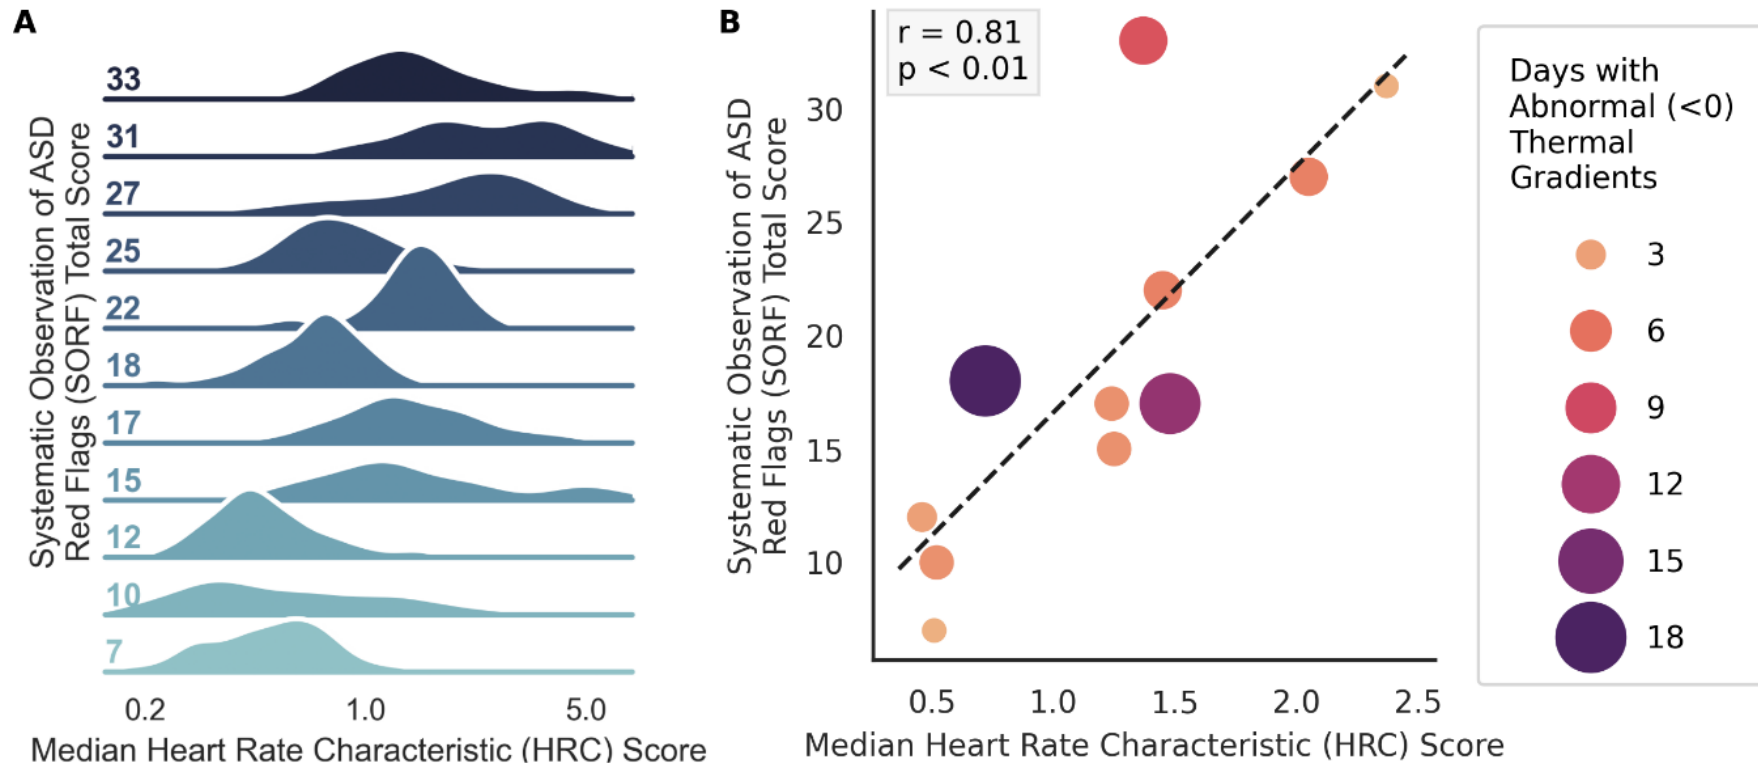 A
Systematic Observation of ASD
Red Flags (SORF) Total Score
33
31
27
25
22
18
17
15
12
10
7
0.2 1.0 5.0
Median Heart Rate Characteristic (HRC) Score
B
r = 0.81
p < 0.01
Systematic Observation of ASD
Red Flags (SORF) Total Score
30
25
20
15
10
0.5 1.0 1.5 2.0 2.5
Median Heart Rate Characteristic (HRC) Score
Days with
Abnormal (<0)
Thermal
Gradients
3
6
9
12
15
18